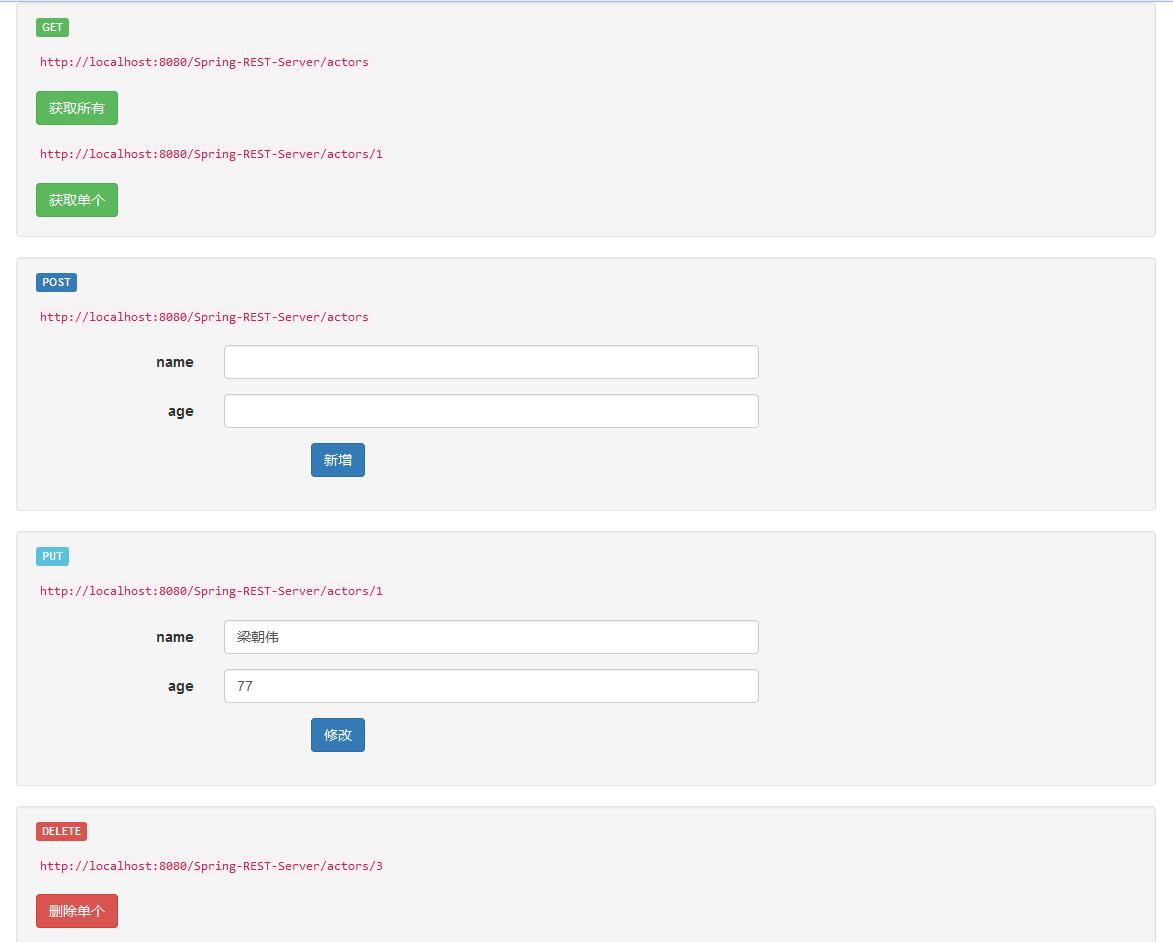 GET
http://localhost:8080/Spring-REST-Server/actors
获取所有
http://localhost:8080/Spring-REST-Server/actors/1
获取单个
POST
http://localhost:8080/Spring-REST-Server/actors
name
age
新增
PUT
http://localhost:8080/Spring-REST-Server/actors/1
name 梁朝伟
age 77
修改
DELETE
http://localhost:8080/Spring-REST-Server/actors/3
删除单个